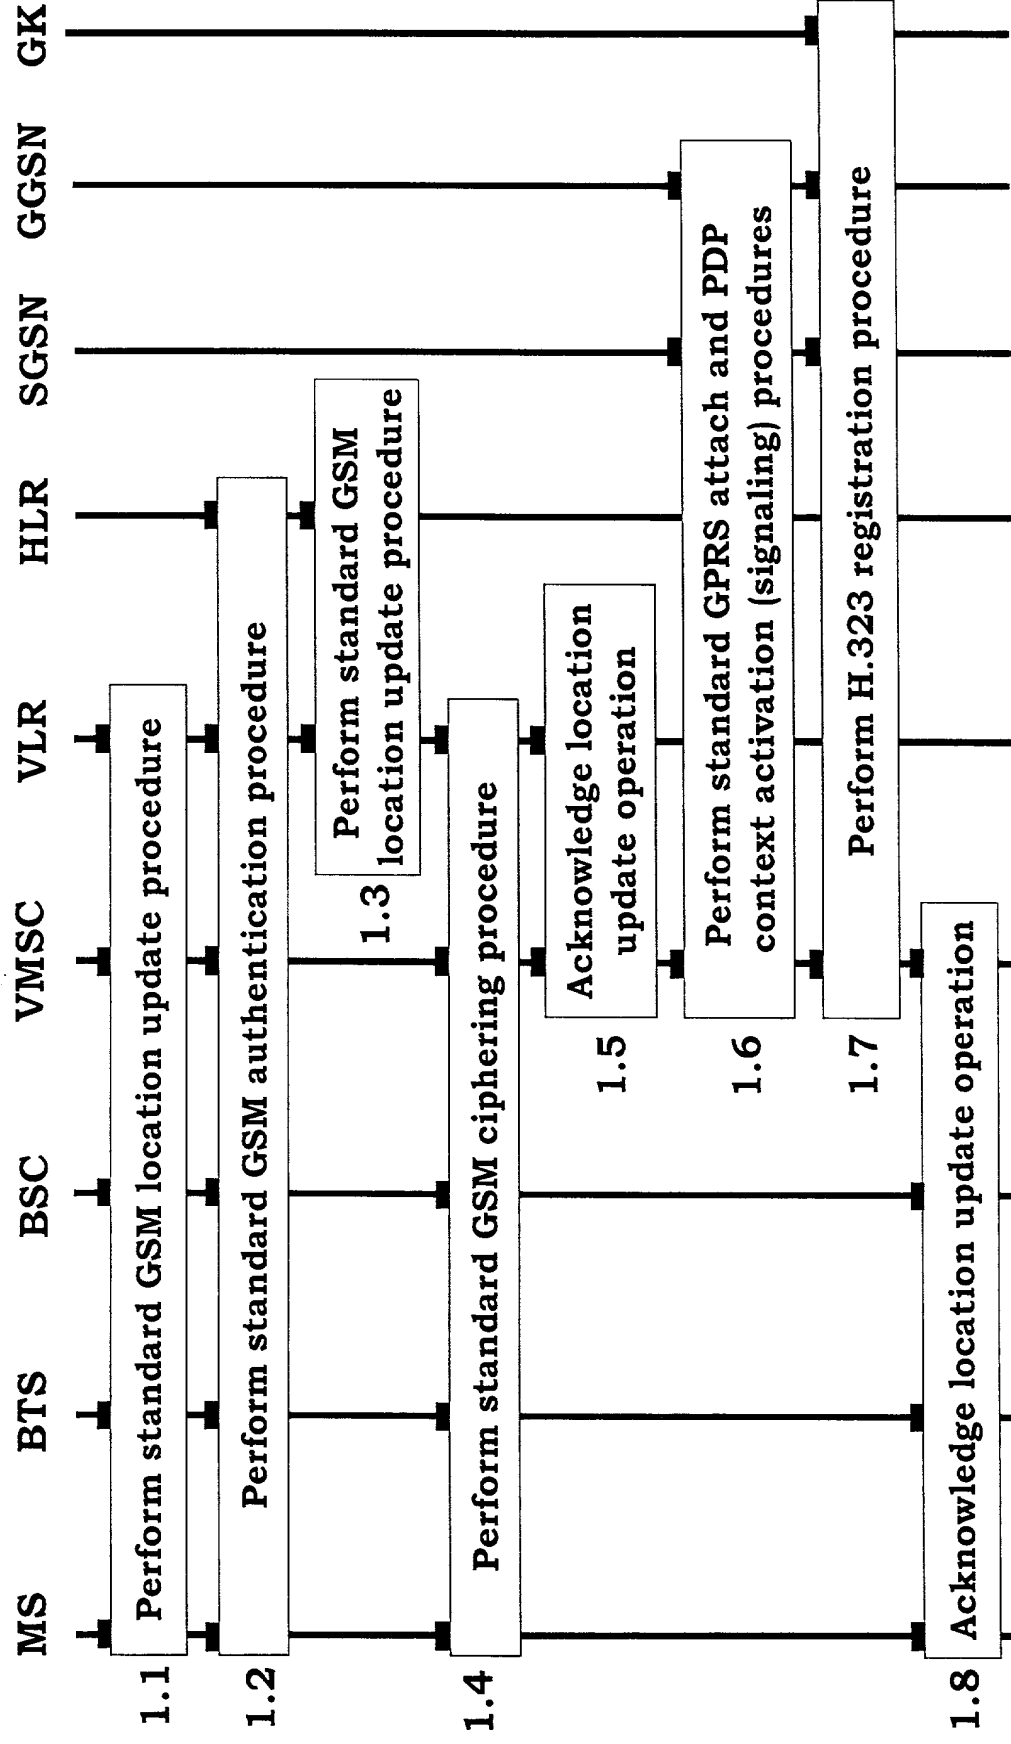 MS BTS BSC VMSC VLR HLR SGSN GGSN GK
1.1 Perform standard GSM location update procedure
1.2 Perform standard GSM authentication procedure
1.3 Perform standard GSM
location update procedure
1.4 Perform standard GSM ciphering procedure
1.5 Acknowledge location
update operation
1.6 Perform standard GPRS attach and PDP
context activation (signaling) procedures
1.7 Perform H.323 registration procedure
1.8 Acknowledge location update operation